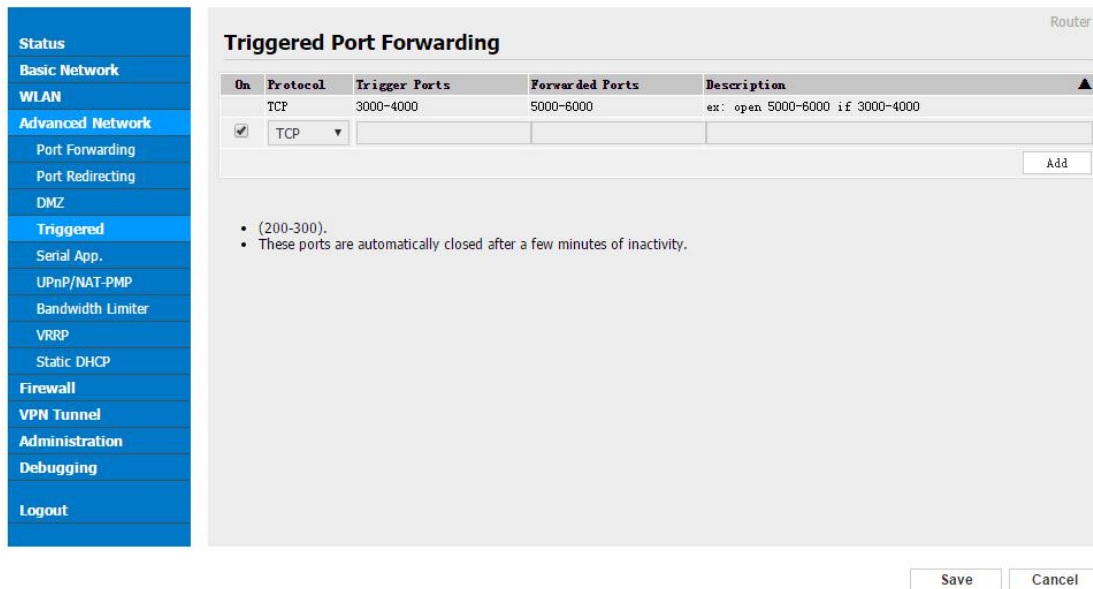 Router
Status
Basic Network
WLAN
Advanced Network
Port Forwarding
Port Redirecting
DMZ
Triggered
Serial App.
UPnP/NAT-PMP
Bandwidth Limiter
VRRP
Static DHCP
Firewall
VPN Tunnel
Administration
Debugging
Logout
Triggered Port Forwarding
On Protocol Trigger Ports Forwarded Ports Description ▲
TCP 3000-4000 5000-6000 ex: open 5000-6000 if 3000-4000
TCP ▼
Add
• (200-300).
• These ports are automatically closed after a few minutes of inactivity.
Save Cancel